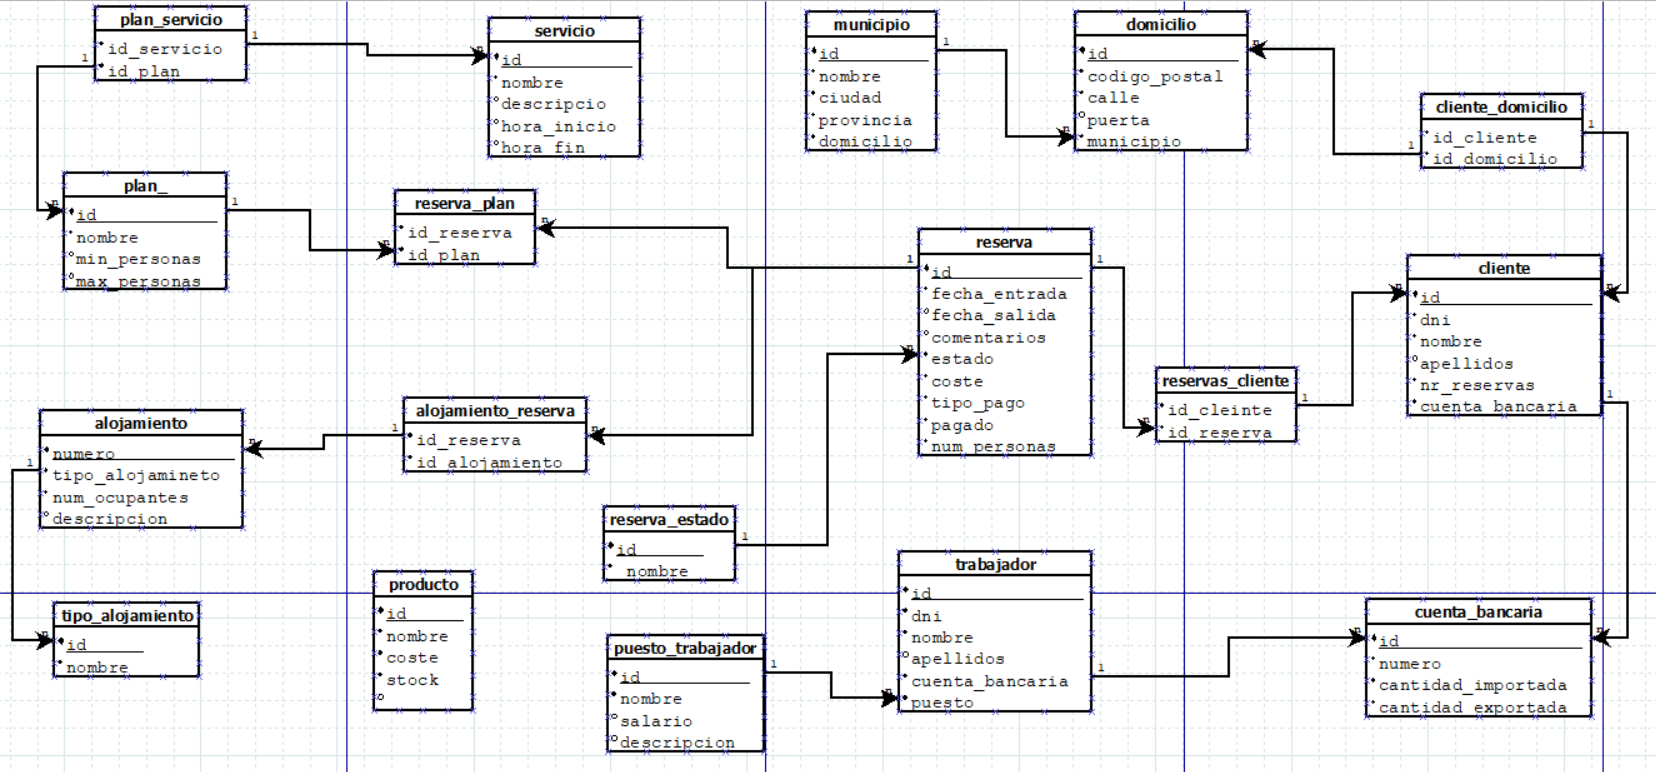 plan_servicio
id_servicio
id_plan
1
1
servicio
n
id
nombre
descripcio
hora_inicio
hora_fin
municipio
id
nombre
ciudad
provincia
domicilio
1
domicilio
id
codigo_postal
calle
puerta
municipio
n
n
cliente_domicilio
id_cliente
id_domicilio
1
1
plan_
id
nombre
min_personas
max_personas
n
1
reserva_plan
id_reserva
id_plan
n
n
reserva
id
fecha_entrada
fecha_salida
comentarios
estado
coste
tipo_pago
pagado
num_personas
1
1
n
cliente
id
dni
nombre
apellidos
nr_reservas
cuenta_bancaria
n
n
1
reservas_cliente
id_cleinte
id_reserva
1
n
alojamiento
numero
tipo_alojamineto
num_ocupantes
descripcion
n
1
alojamiento_reserva
id_reserva
id_alojamiento
1
n
reserva_estado
id
nombre
1
tipo_alojamiento
id
nombre
n
producto
id
nombre
coste
stock
puesto_trabajador
id
nombre
salario
descripcion
1
trabajador
id
dni
nombre
apellidos
cuenta_bancaria
puesto
n
1
cuenta_bancaria
id
numero
cantidad_importada
cantidad_exportada
n
n